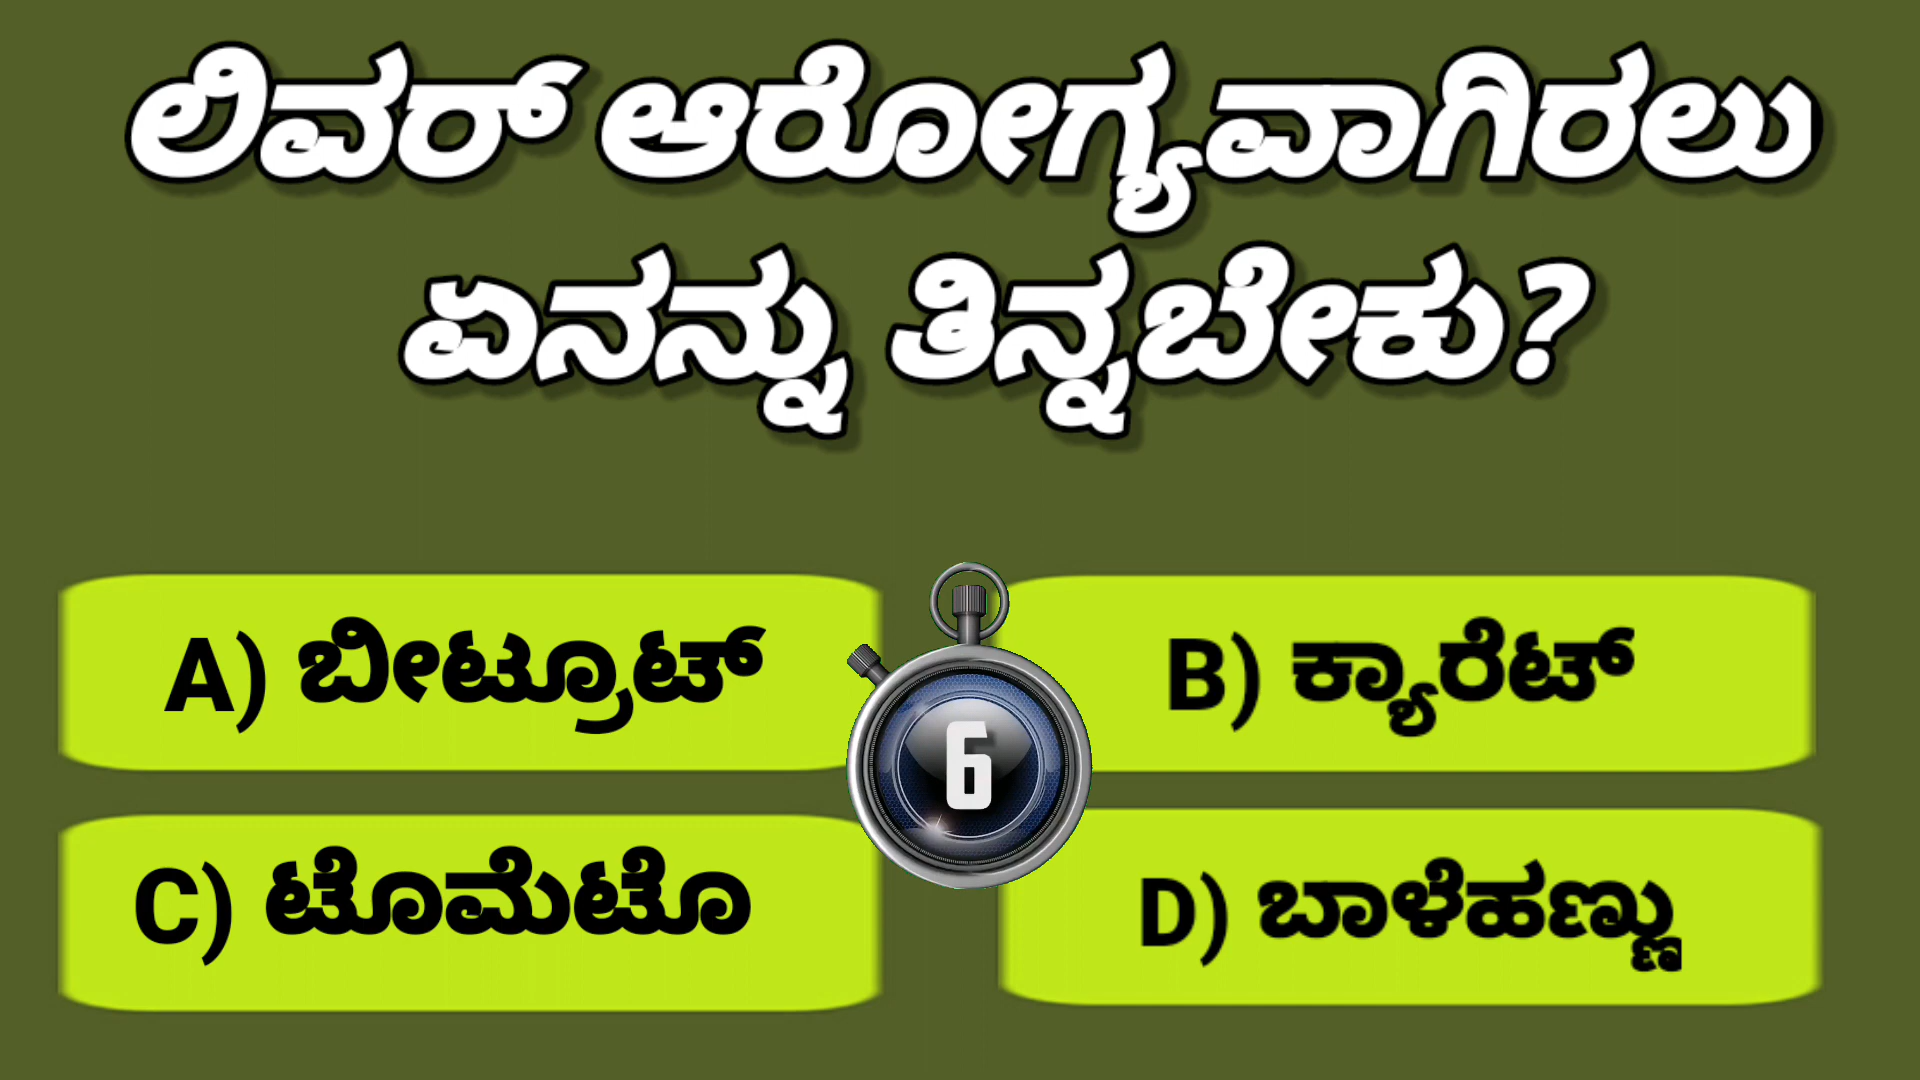 ಲಿವರ್ ಆರೋಗ್ಯವಾಗಿರಲು
ಏನನ್ನು ತಿನ್ನಬೇಕು?
A) ಬೀಟ್ರೂಟ್
B) ಕ್ಯಾರೆಟ್
6
C) ಟೊಮೆಟೊ
D) ಬಾಳೆಹಣ್ಣು